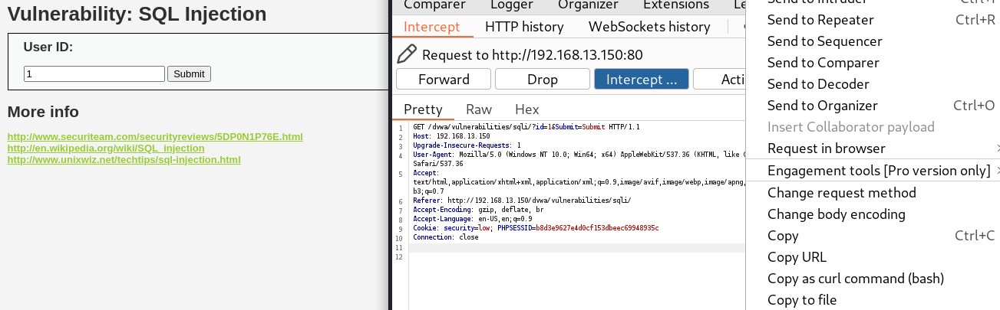 Vulnerability: SQL Injection
User ID:
1 Submit
More info
http://www.securiteam.com/securityreviews/5DP0N1P76E.html
http://en.wikipedia.org/wiki/SQL_injection
http://www.unixwiz.net/techtips/sql-injection.html
Comparer Logger Organizer Extensions Le
Intercept HTTP history WebSockets history
Request to http://192.168.13.150:80
Forward Drop Intercept ... Acti
Pretty Raw Hex
1 GET /dvwa/vulnerabilities/sqli/?id=1&Submit=Submit HTTP/1.1
2 Host: 192.168.13.150
3 Upgrade-Insecure-Requests: 1
4 User-Agent: Mozilla/5.0 (Windows NT 10.0; Win64; x64) AppleWebKit/537.36 (KHTML, like
Safari/537.36
5 Accept:
text/html,application/xhtml+xml,application/xml;q=0.9,image/avif,image/webp,image/apng,
b3;q=0.7
6 Referer: http://192.168.13.150/dvwa/vulnerabilities/sqli/
7 Accept-Encoding: gzip, deflate, br
8 Accept-Language: en-US,en;q=0.9
9 Cookie: security=low; PHPSESSID=b8d3e9627e4d0cf153dbeec69948935c
10 Connection: close
11
12
Send to Intruder
Send to Repeater Ctrl+R
Send to Sequencer
Send to Comparer
Send to Decoder
Send to Organizer Ctrl+O
Insert Collaborator payload
Request in browser
Engagement tools [Pro version only]
Change request method
Change body encoding
Copy Ctrl+C
Copy URL
Copy as curl command (bash)
Copy to file